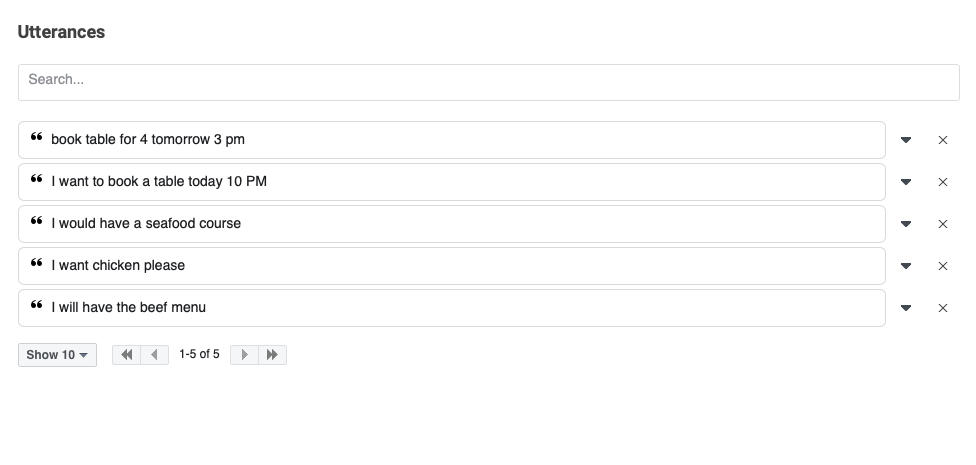 Utterances
Search...
❝ book table for 4 tomorrow 3 pm
❝ I want to book a table today 10 PM
❝ I would have a seafood course
❝ I want chicken please
❝ I will have the beef menu
Show 10 1-5 of 5